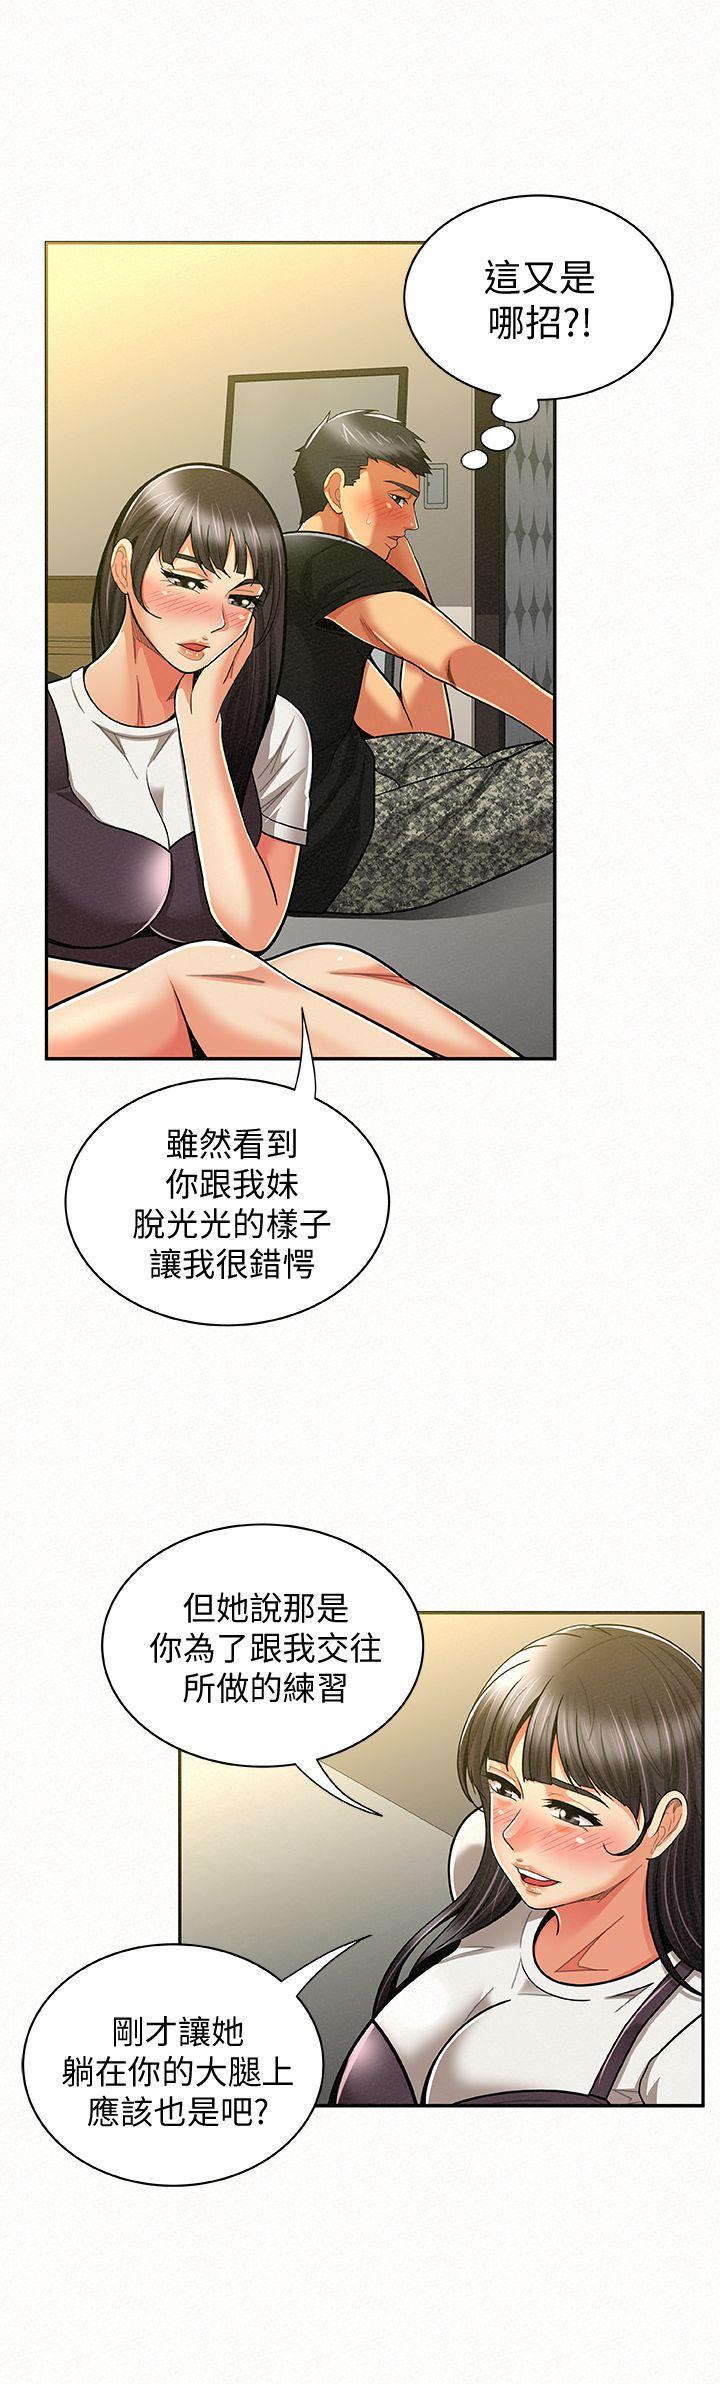 這又是
哪招?!
雖然看到
你跟我妹
脫光光的樣子
讓我很錯愕
但她說那是
你為了跟我交往
所做的練習
剛才讓她
躺在你的大腿上
應該也是吧?